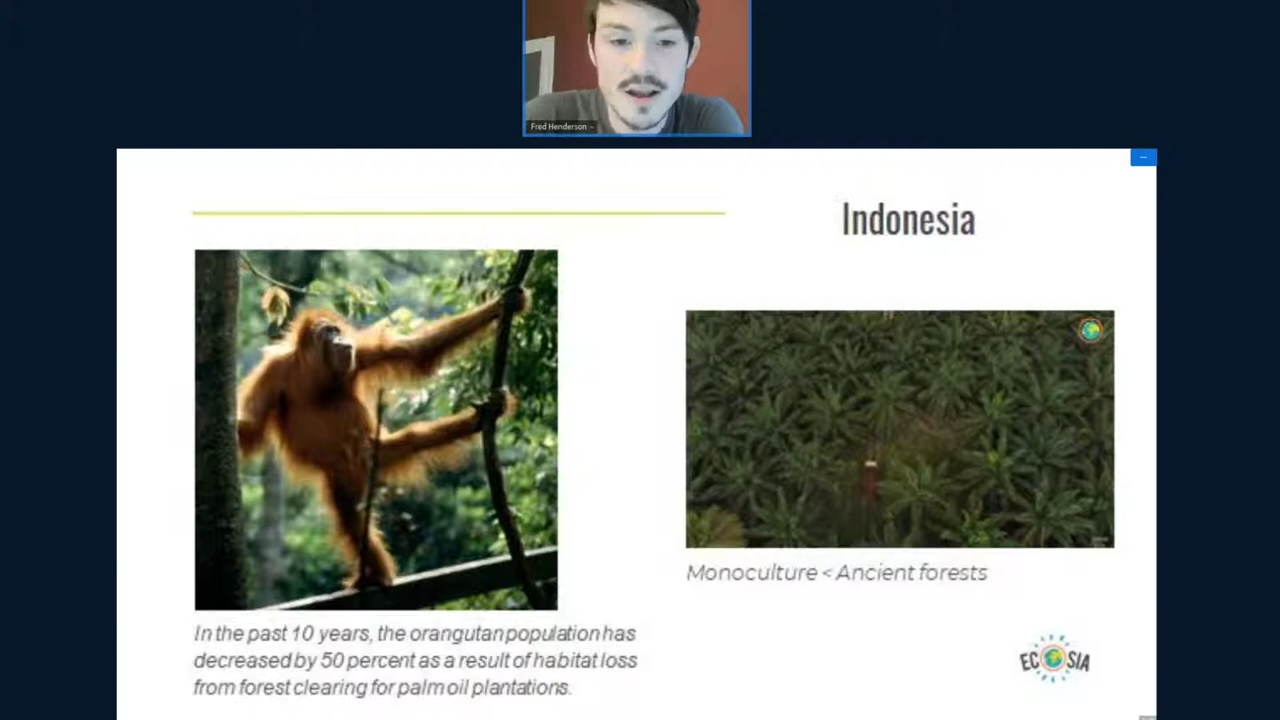 Fred Henderson
Indonesia
Monoculture < Ancient forests
In the past 10 years, the orangutan population has
decreased by 50 percent as a result of habitat loss
from forest clearing for palm oil plantations.
ECOSIA